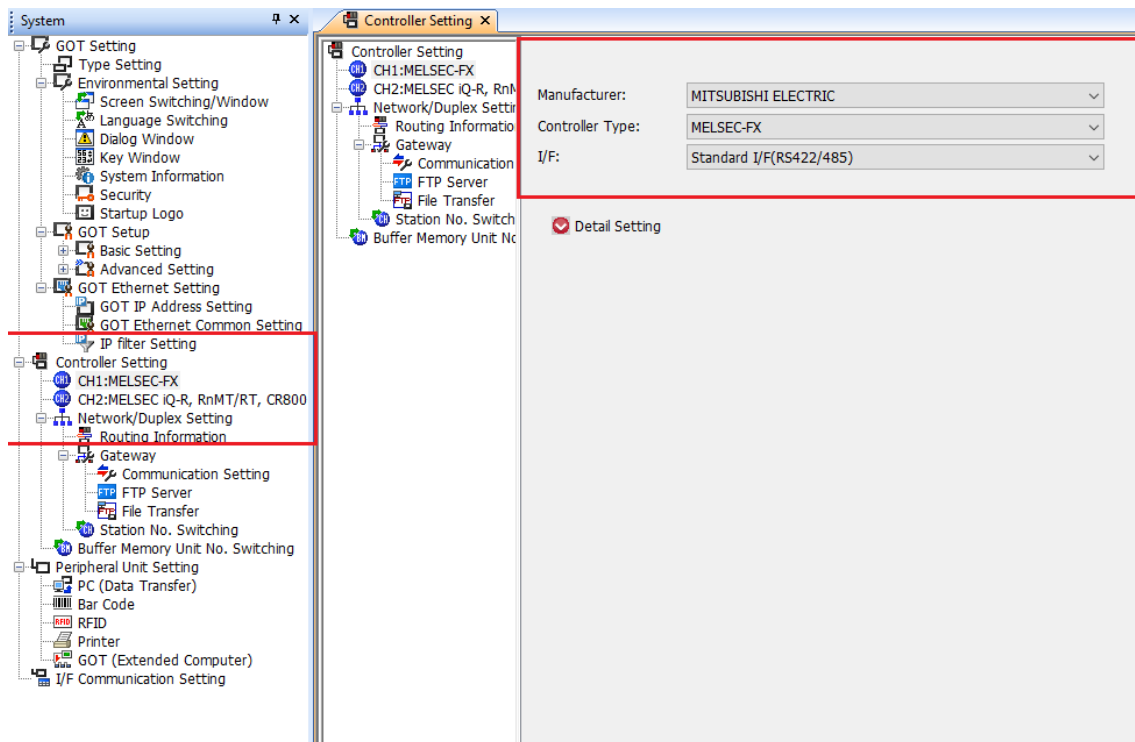 System
GOT Setting
Type Setting
Environmental Setting
Screen Switching/Window
Language Switching
Dialog Window
Key Window
System Information
Security
Startup Logo
GOT Setup
Basic Setting
Advanced Setting
GOT Ethernet Setting
GOT IP Address Setting
GOT Ethernet Common Setting
IP filter Setting
Controller Setting
CH1:MELSEC-FX
CH2:MELSEC iQ-R, RnMT/RT, CR800
Network/Duplex Setting
Routing Information
Gateway
Communication Setting
FTP Server
File Transfer
Station No. Switching
Buffer Memory Unit No. Switching
Peripheral Unit Setting
PC (Data Transfer)
Bar Code
RFID
Printer
GOT (Extended Computer)
I/F Communication Setting
Controller Setting
Controller Setting
CH1:MELSEC-FX
CH2:MELSEC iQ-R, RnM
Network/Duplex Settin
Routing Informatio
Gateway
Communication
FTP Server
File Transfer
Station No. Switch
Buffer Memory Unit No
Manufacturer: MITSUBISHI ELECTRIC
Controller Type: MELSEC-FX
I/F: Standard I/F(RS422/485)
Detail Setting